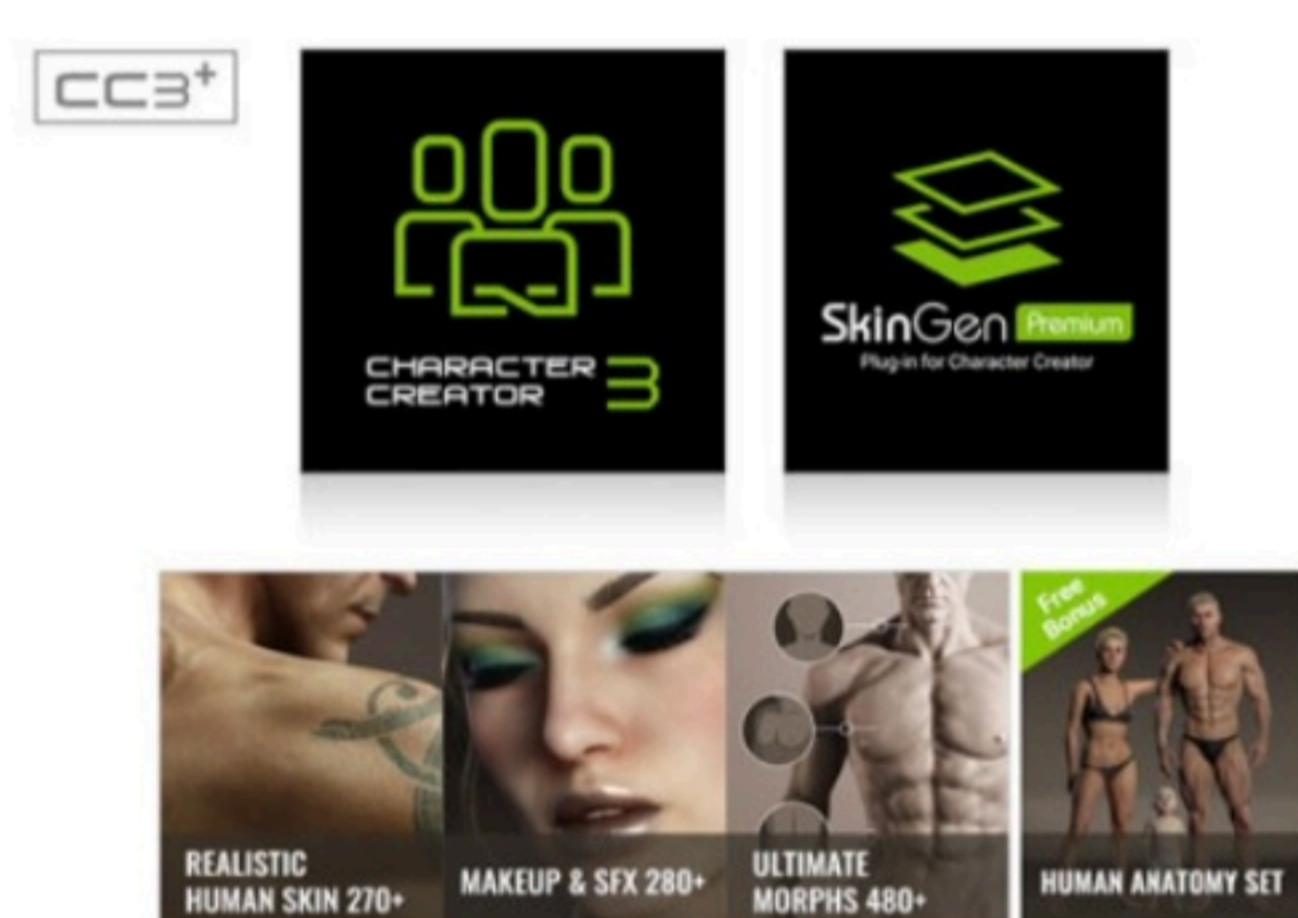 CC3+
CHARACTER
CREATOR 3
SkinGen Premium
Plug-in for Character Creator
Free
Bonus
REALISTIC
HUMAN SKIN 270+
MAKEUP & SFX 280+
ULTIMATE
MORPHS 480+
HUMAN ANATOMY SET